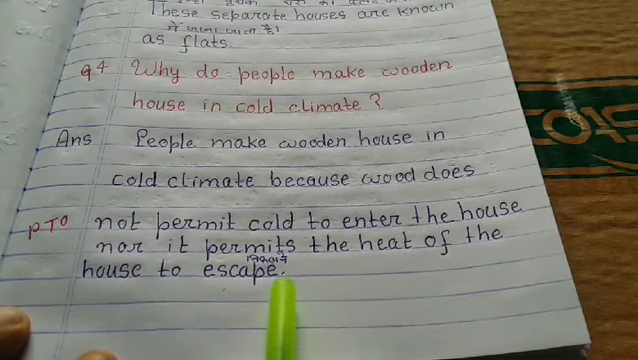 These separate houses are known
में जाना जाता है।
as flats.
Q4 Why do people make wooden
house in cold climate?
Ans People make wooden house in
cold climate because wood does
PTO not permit cold to enter the house
nor it permits the heat of the
house to escape.
COAS